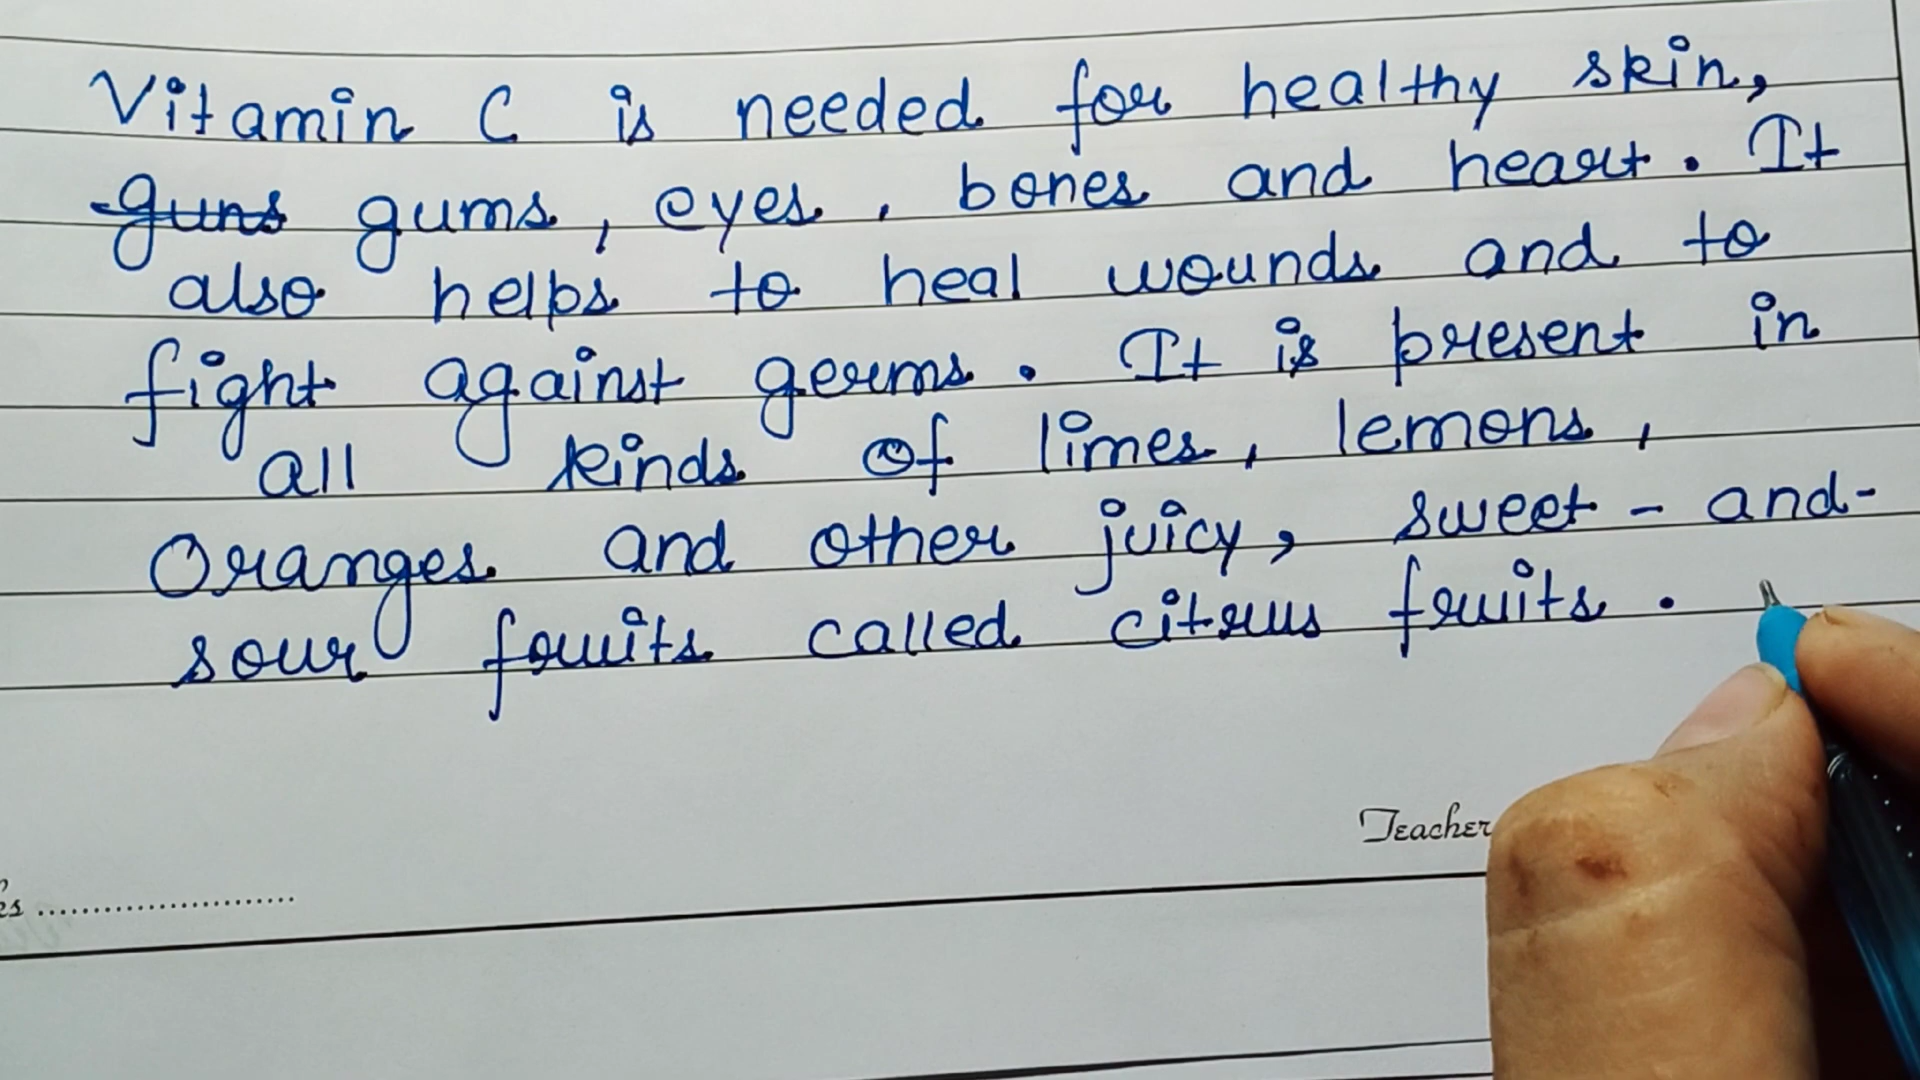 Vitamin C is needed for healthy skin,
guns gums, eyes, bones and heart. It
also helps to heal wounds and to
fight against germs. It is present in
all kinds of limes, lemons,
Oranges and other juicy, sweet-and-
sour fruits called citrus fruits.
Teacher